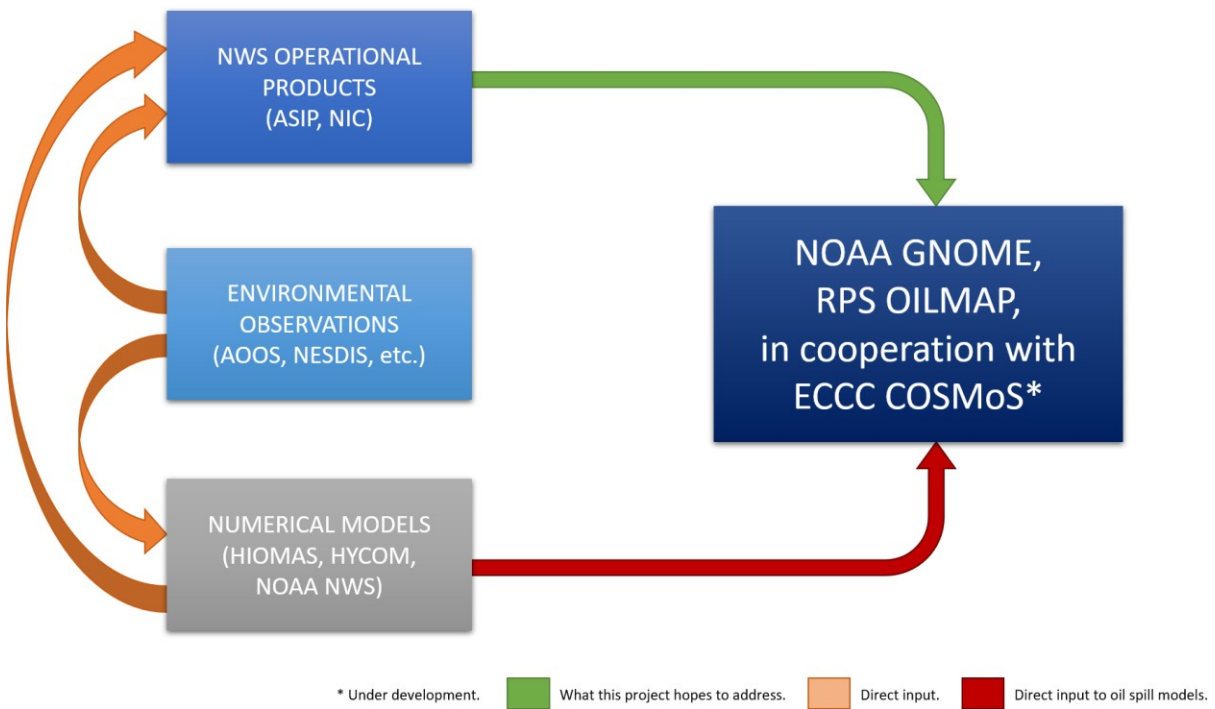 NWS OPERATIONAL
PRODUCTS
(ASIP, NIC)
ENVIRONMENTAL
OBSERVATIONS
(AOOS, NESDIS, etc.)
NUMERICAL MODELS
(HIOMAS, HYCOM,
NOAA NWS)
NOAA GNOME,
RPS OILMAP,
in cooperation with
ECCC COSMoS*
* Under development.
What this project hopes to address.
Direct input.
Direct input to oil spill models.